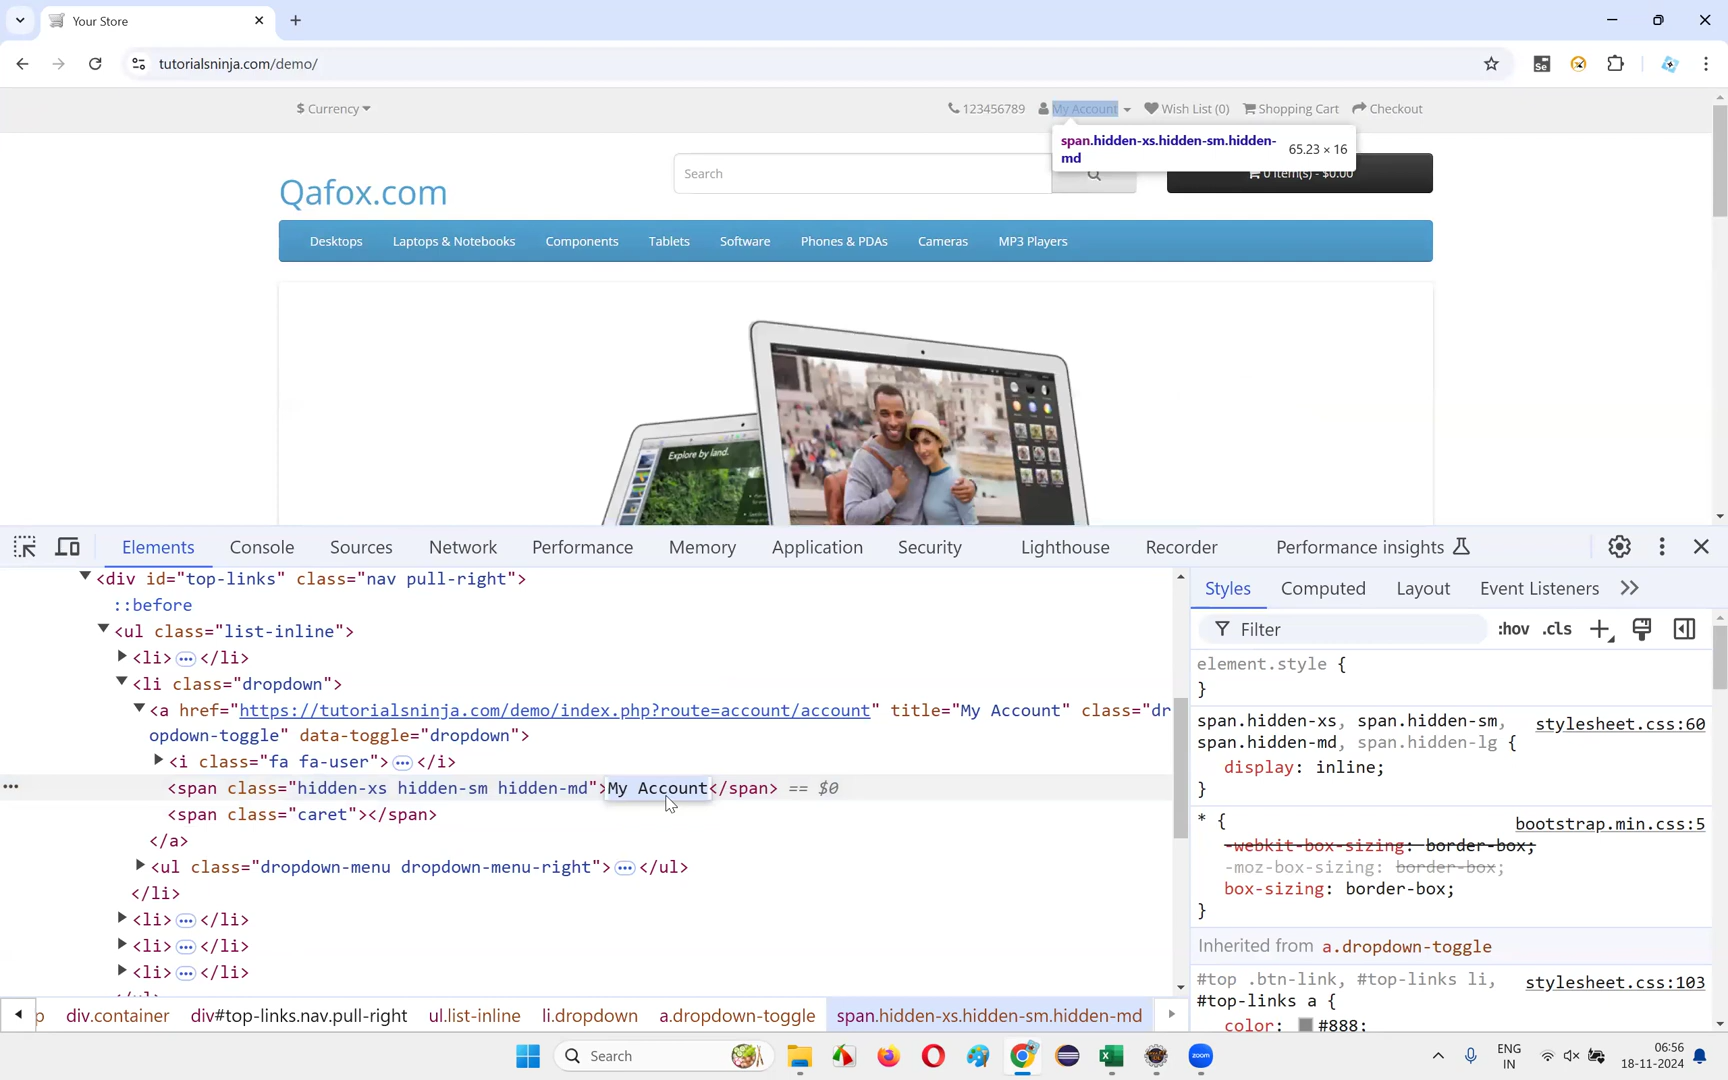 Your Store
tutorialsninja.com/demo/
$ Currency
123456789 My Account Wish List (0) Shopping Cart Checkout
span.hidden-xs.hidden-sm.hidden-
md
65.23 × 16
Qafox.com
Search
0 item(s) - $0.00
Desktops Laptops & Notebooks Components Tablets Software Phones & PDAs Cameras MP3 Players
Explore by land.
Elements Console Sources Network Performance Memory Application Security Lighthouse Recorder Performance insights
<div id="top-links" class="nav pull-right">
::before
<ul class="list-inline">
<li>…</li>
<li class="dropdown">
<a href="https://tutorialsninja.com/demo/index.php?route=account/account" title="My Account" class="dr
opdown-toggle" data-toggle="dropdown">
<i class="fa fa-user">…</i>
<span class="hidden-xs hidden-sm hidden-md">My Account</span> == $0
<span class="caret"></span>
</a>
<ul class="dropdown-menu dropdown-menu-right">…</ul>
</li>
<li>…</li>
<li>…</li>
<li>…</li>
p div.container div#top-links.nav.pull-right ul.list-inline li.dropdown a.dropdown-toggle span.hidden-xs.hidden-sm.hidden-md
Styles Computed Layout Event Listeners
Filter
:hov .cls
element.style {
}
span.hidden-xs, span.hidden-sm, stylesheet.css:60
span.hidden-md, span.hidden-lg {
display: inline;
}
* { bootstrap.min.css:5
-webkit-box-sizing: border-box;
-moz-box-sizing: border-box;
box-sizing: border-box;
}
Inherited from a.dropdown-toggle
#top .btn-link, #top-links li, stylesheet.css:103
#top-links a {
color: #888;
Search
zoom
ENG
IN
06:56
18-11-2024